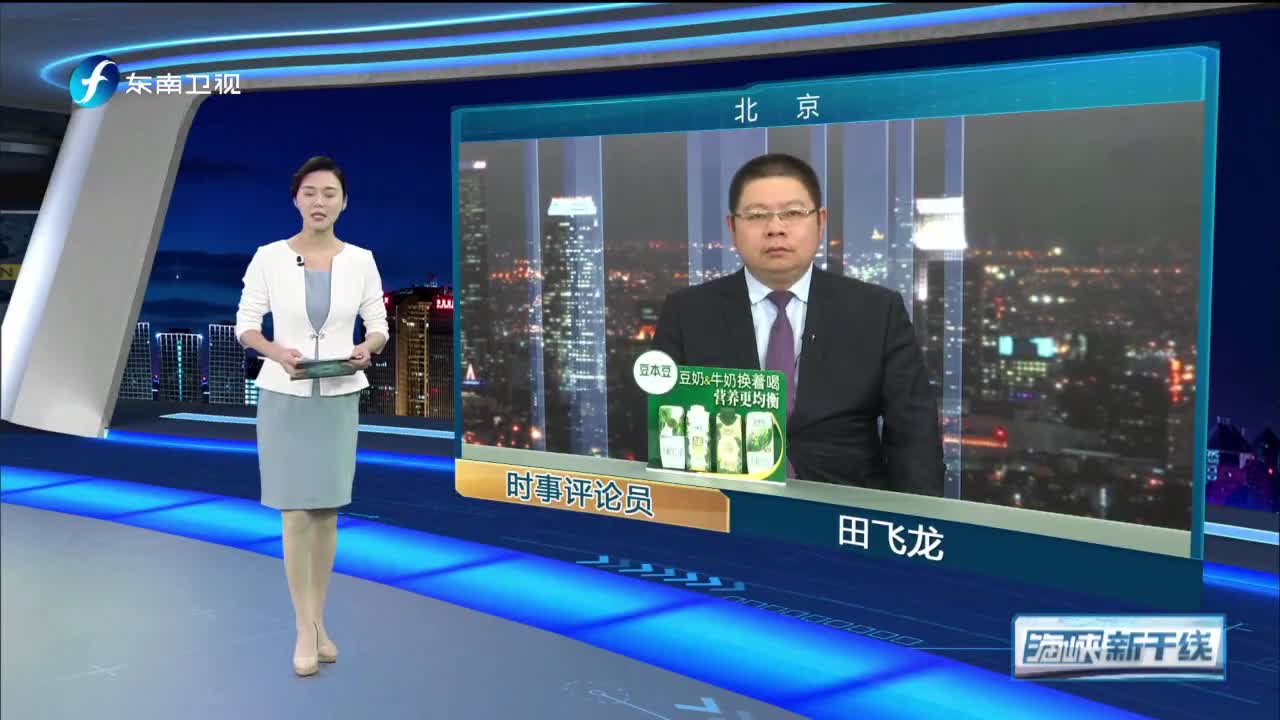 东南卫视
北 京
豆本豆
豆奶&牛奶换着喝
营养更均衡
时事评论员
田飞龙
海峡新干线